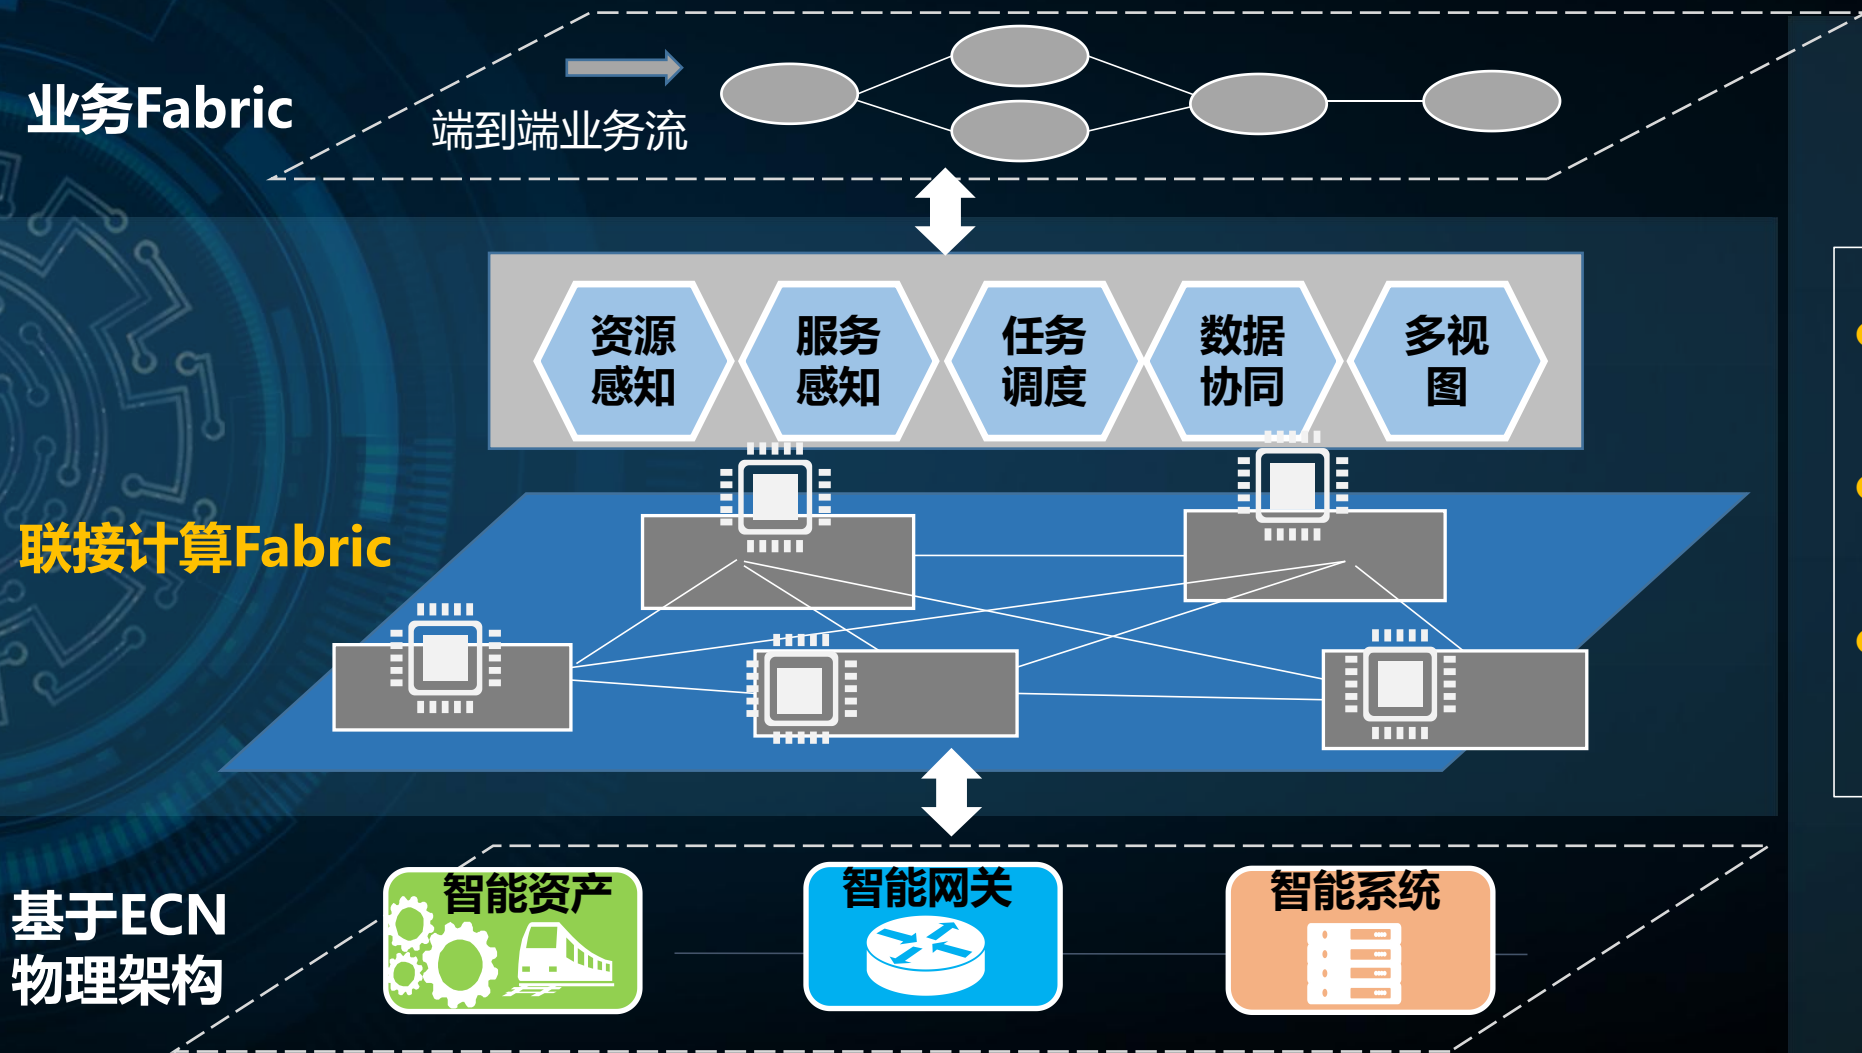 业务Fabric
端到端业务流
资源
感知
服务
感知
任务
调度
数据
协同
多视
图
联接计算Fabric
基于ECN
物理架构
智能资产
智能网关
智能系统